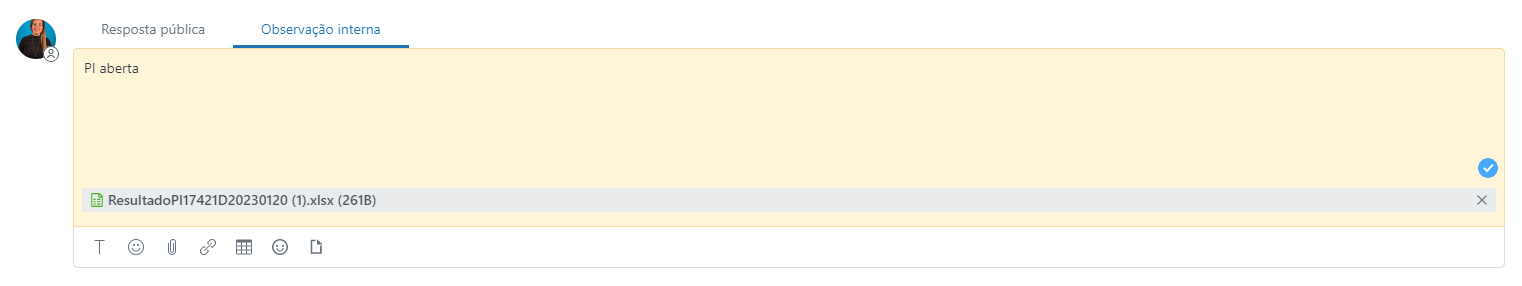 Resposta pública
Observação interna
PI aberta
ResultadoPI17421D20230120 (1).xlsx (261B)